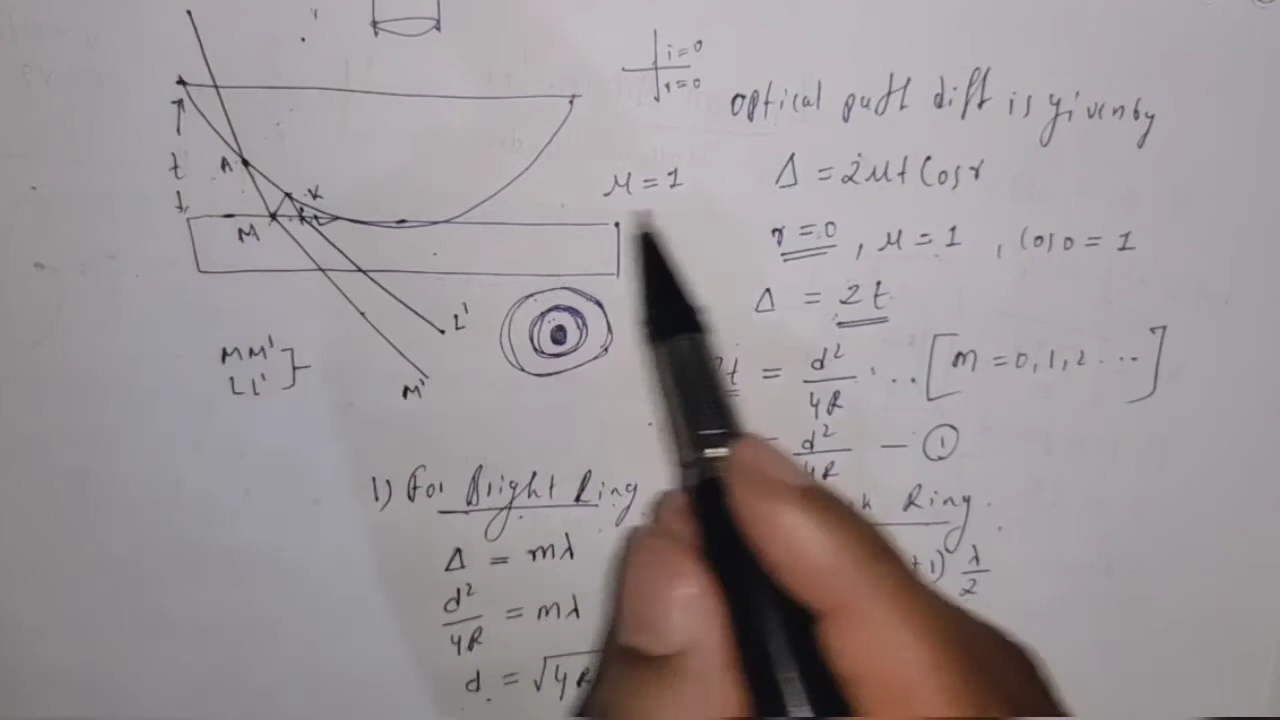 i=0
r=0
optical path diff is given by
Δ = 2μt Cos r
μ = 1
r = 0 , μ = 1 , Cos 0 = 1
Δ = 2t
t
A
K
L
M
L'
M'
MM'
LL'
2t = d²/4R ... [m = 0, 1, 2 ...]
= d²/4R — ①
1) For Bright Ring
Ring
Δ = mλ
+1) λ/2
d²/4R = mλ
d = √4R